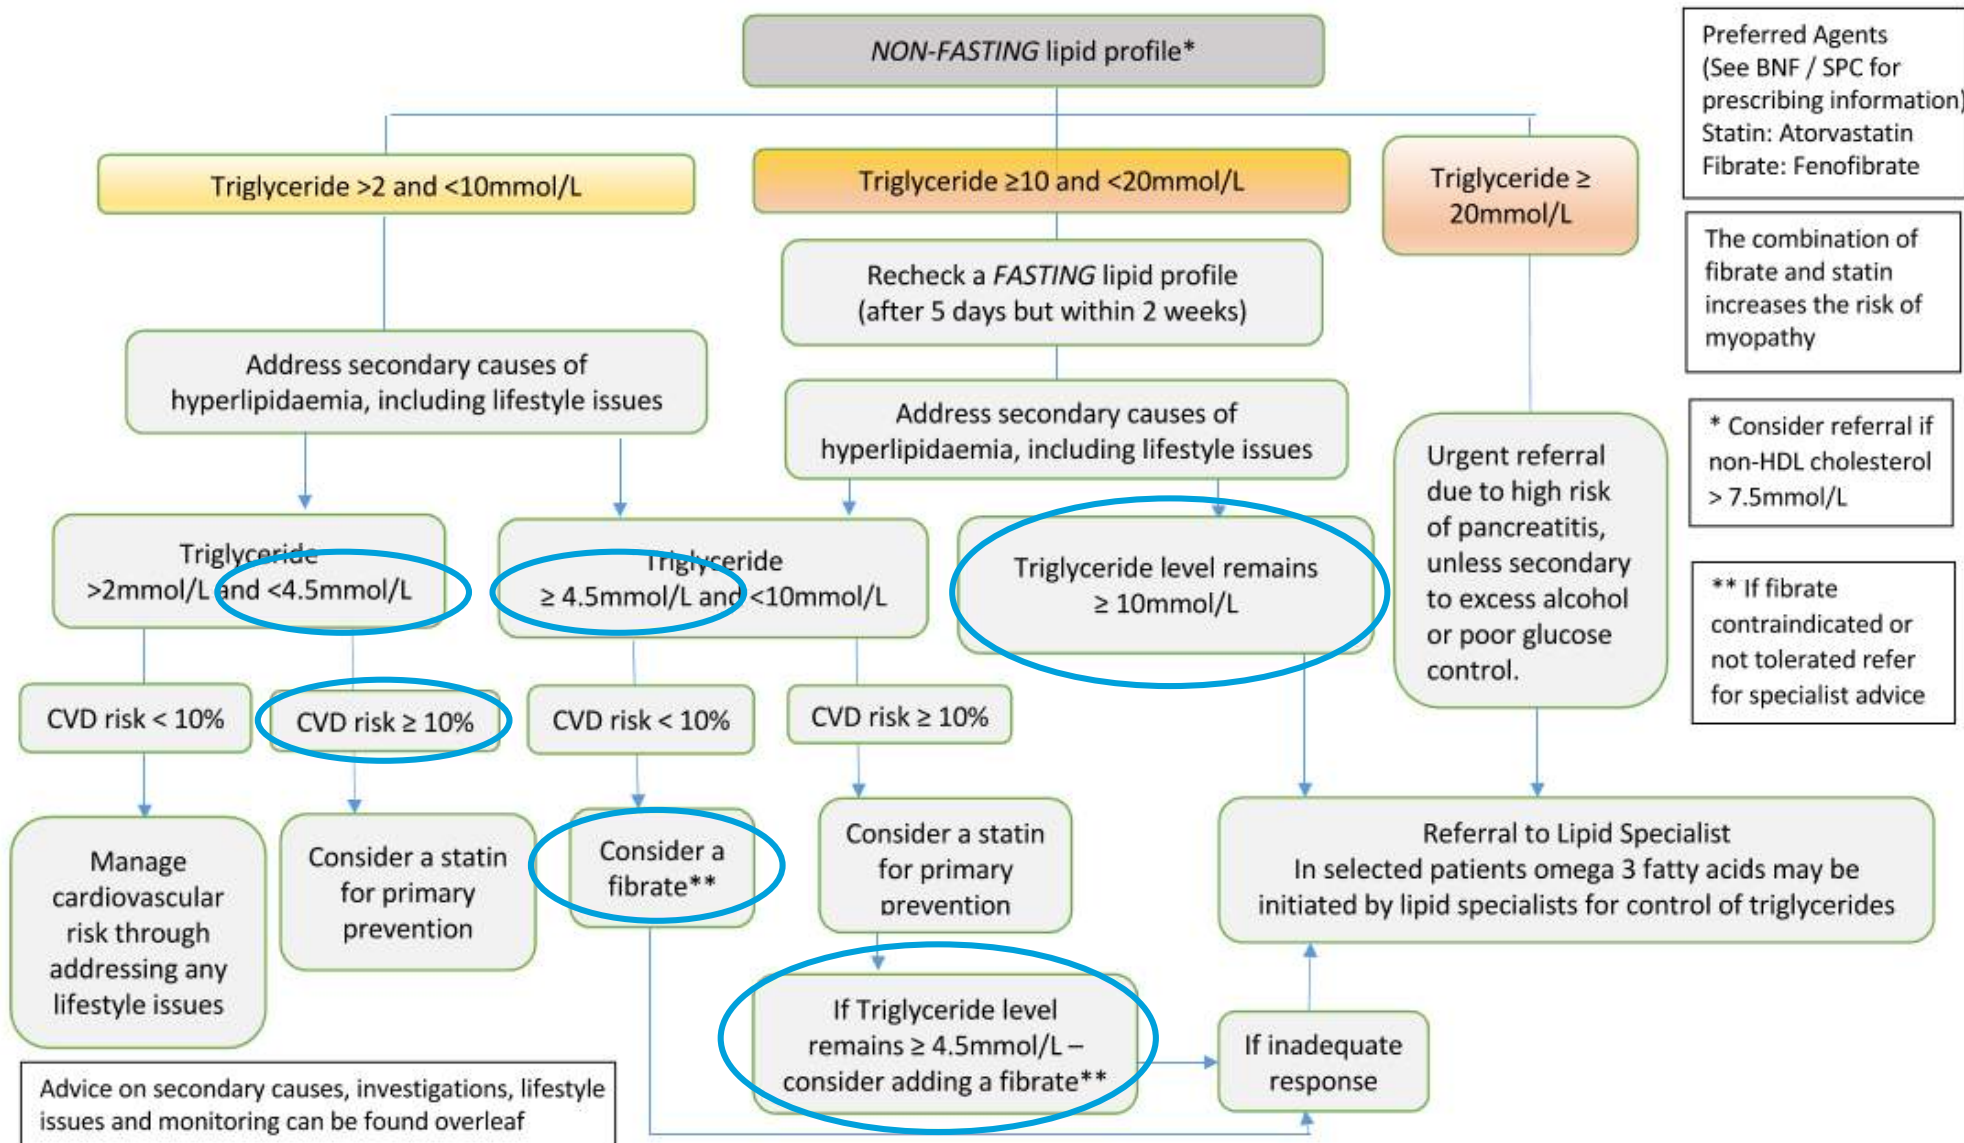 NON-FASTING lipid profile*
Triglyceride >2 and <10mmol/L
Triglyceride ≥10 and <20mmol/L
Triglyceride ≥
20mmol/L
Recheck a FASTING lipid profile
(after 5 days but within 2 weeks)
Address secondary causes of
hyperlipidaemia, including lifestyle issues
Address secondary causes of
hyperlipidaemia, including lifestyle issues
Urgent referral
due to high risk
of pancreatitis,
unless secondary
to excess alcohol
or poor glucose
control.
Triglyceride
>2mmol/L and <4.5mmol/L
Triglyceride
≥ 4.5mmol/L and <10mmol/L
Triglyceride level remains
≥ 10mmol/L
CVD risk < 10%
CVD risk ≥ 10%
CVD risk < 10%
CVD risk ≥ 10%
Manage
cardiovascular
risk through
addressing any
lifestyle issues
Consider a statin
for primary
prevention
Consider a
fibrate**
Consider a statin
for primary
prevention
Referral to Lipid Specialist
In selected patients omega 3 fatty acids may be
initiated by lipid specialists for control of triglycerides
If Triglyceride level
remains ≥ 4.5mmol/L –
consider adding a fibrate**
If inadequate
response
Advice on secondary causes, investigations, lifestyle
issues and monitoring can be found overleaf
Preferred Agents
(See BNF / SPC for
prescribing information)
Statin: Atorvastatin
Fibrate: Fenofibrate
The combination of
fibrate and statin
increases the risk of
myopathy
* Consider referral if
non-HDL cholesterol
> 7.5mmol/L
** If fibrate
contraindicated or
not tolerated refer
for specialist advice